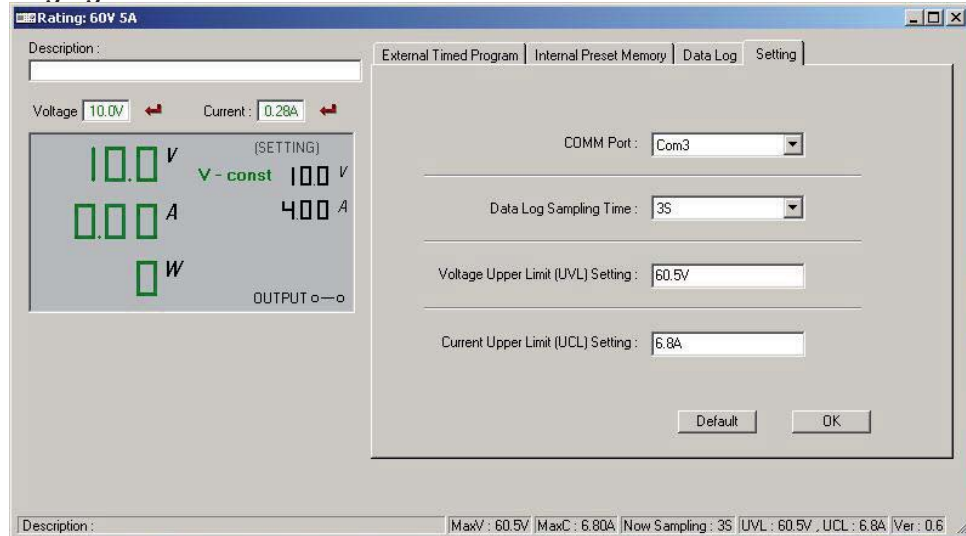 Rating: 60V 5A
Description :
Voltage 10.0V Current : 0.28A
10.0 V
0.00 A
0 W
(SETTING)
V - const 10.0 V
4.00 A
OUTPUT
External Timed Program Internal Preset Memory Data Log Setting
COMM Port : Com3
Data Log Sampling Time : 3S
Voltage Upper Limit (UVL) Setting : 60.5V
Current Upper Limit (UCL) Setting : 6.8A
Default OK
Description : MaxV : 60.5V MaxC : 6.80A Now Sampling : 3S UVL : 60.5V , UCL : 6.8A Ver : 0.6